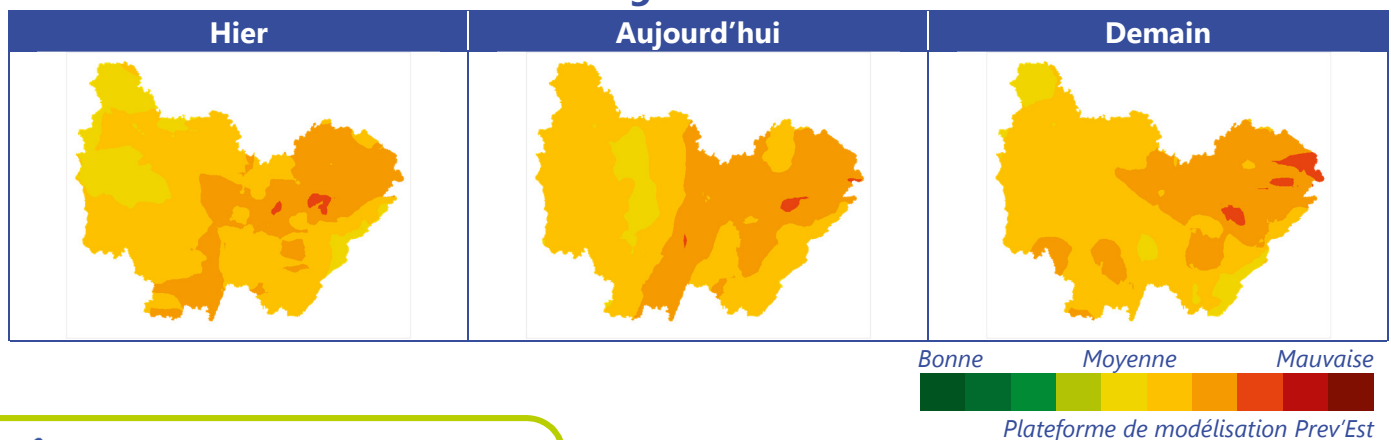 Hier Aujourd'hui Demain
Bonne Moyenne Mauvaise
Plateforme de modélisation Prev'Est